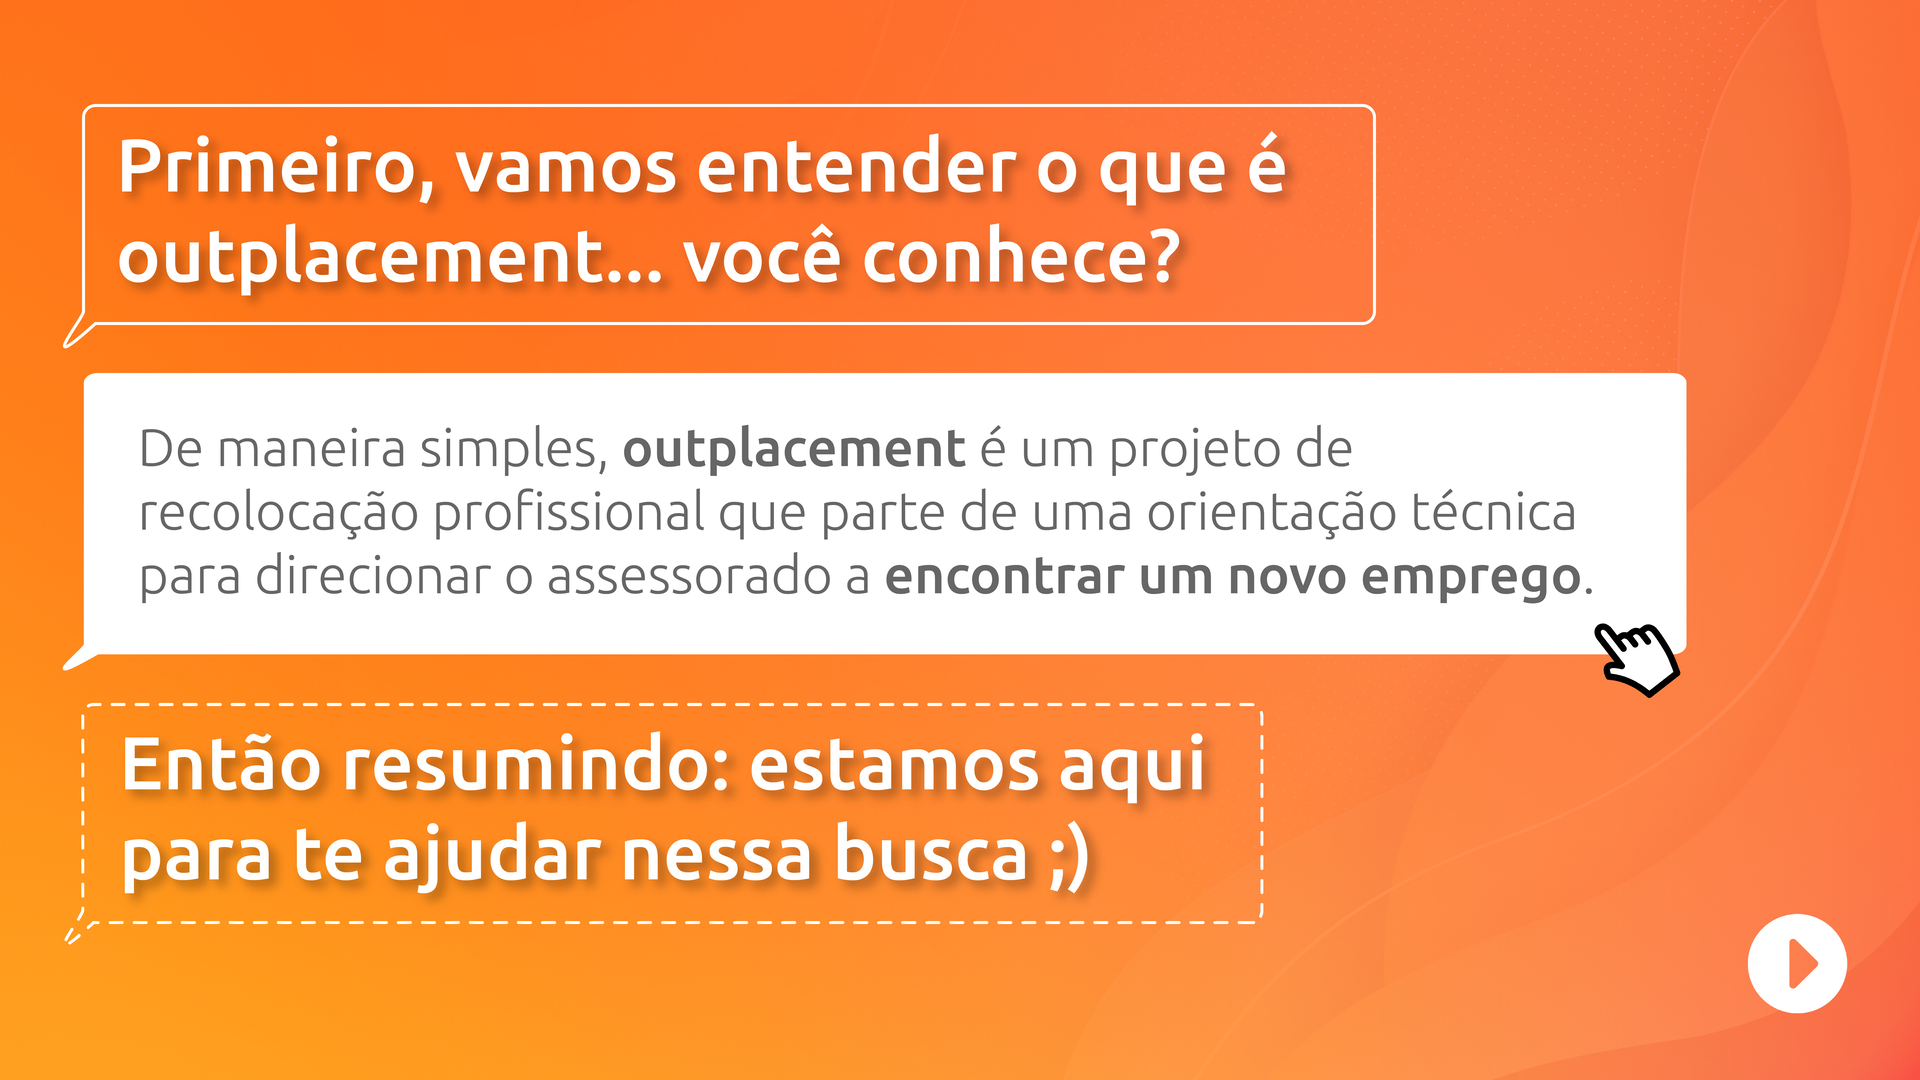 Primeiro, vamos entender o que é
outplacement... você conhece?
De maneira simples, outplacement é um projeto de
recolocação profissional que parte de uma orientação técnica
para direcionar o assessorado a encontrar um novo emprego.
Então resumindo: estamos aqui
para te ajudar nessa busca ;)